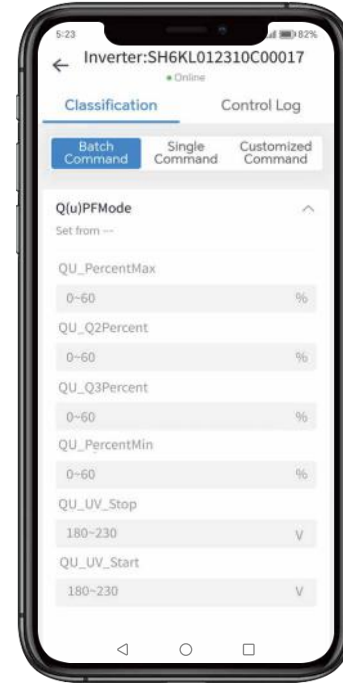 5:23
82%
Inverter:SH6KL012310C00017
Online
Classification
Control Log
Batch Command
Single Command
Customized Command
Q(u)PFMode
Set from --
QU_PercentMax
0~60 %
QU_Q2Percent
0~60 %
QU_Q3Percent
0~60 %
QU_PercentMin
0~60 %
QU_UV_Stop
180~230 V
QU_UV_Start
180~230 V